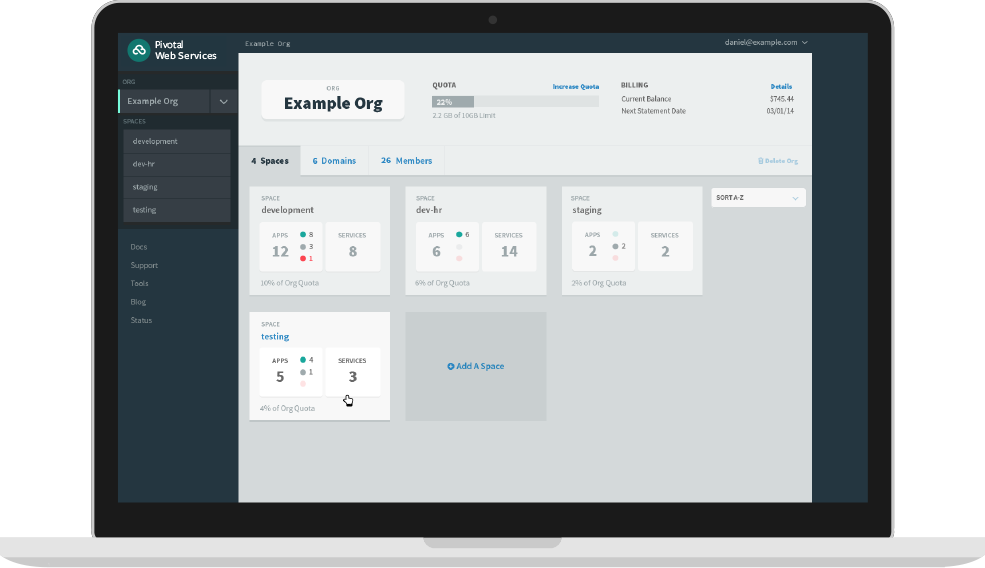 Pivotal
Web Services
Example Org
daniel@example.com
ORG
Example Org
SPACES
development
dev-hr
staging
testing
Docs
Support
Tools
Blog
Status
ORG
Example Org
QUOTA
Increase Quota
22%
2.2 GB of 10GB Limit
BILLING
Details
Current Balance
$745.44
Next Statement Date
03/01/14
4 Spaces
6 Domains
26 Members
Delete Org
SORT A-Z
SPACE
development
APPS
12
8
3
1
SERVICES
8
10% of Org Quota
SPACE
dev-hr
APPS
6
6
SERVICES
14
6% of Org Quota
SPACE
staging
APPS
2
2
SERVICES
2
2% of Org Quota
SPACE
testing
APPS
5
4
1
SERVICES
3
4% of Org Quota
Add A Space